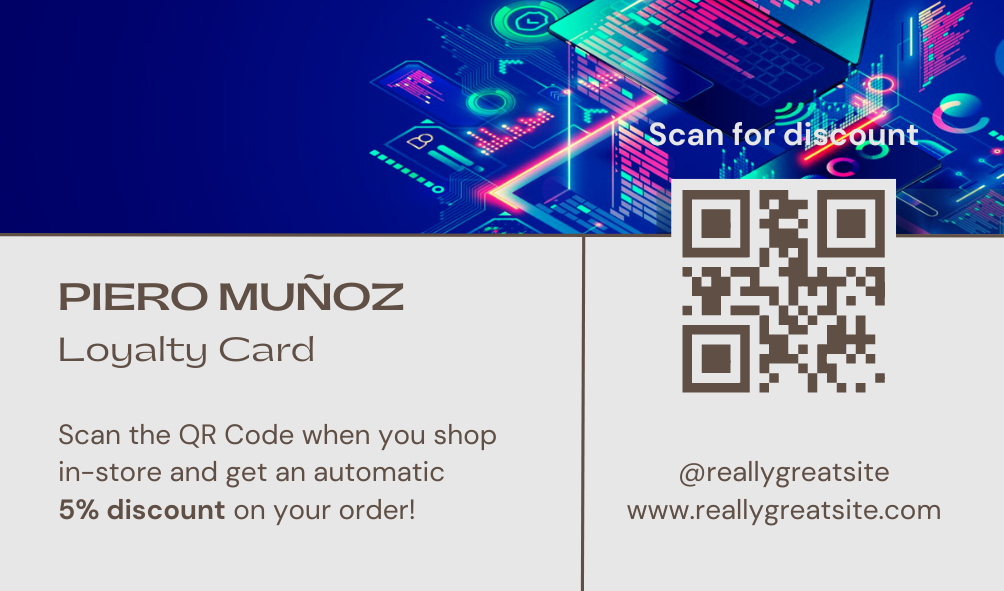 Scan for discount
PIERO MUÑOZ
Loyalty Card
Scan the QR Code when you shop
in-store and get an automatic
5% discount on your order!
@reallygreatsite
www.reallygreatsite.com